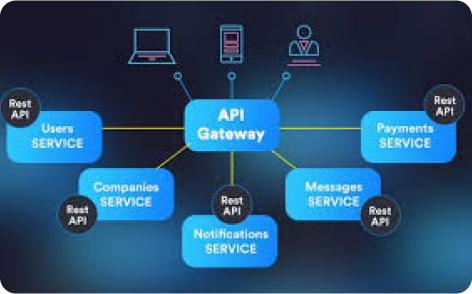 API
Gateway
Rest
API
Users
SERVICE
Rest
API
Payments
SERVICE
Companies
SERVICE
Rest
API
Rest
API
Notifications
SERVICE
Messages
SERVICE
Rest
API